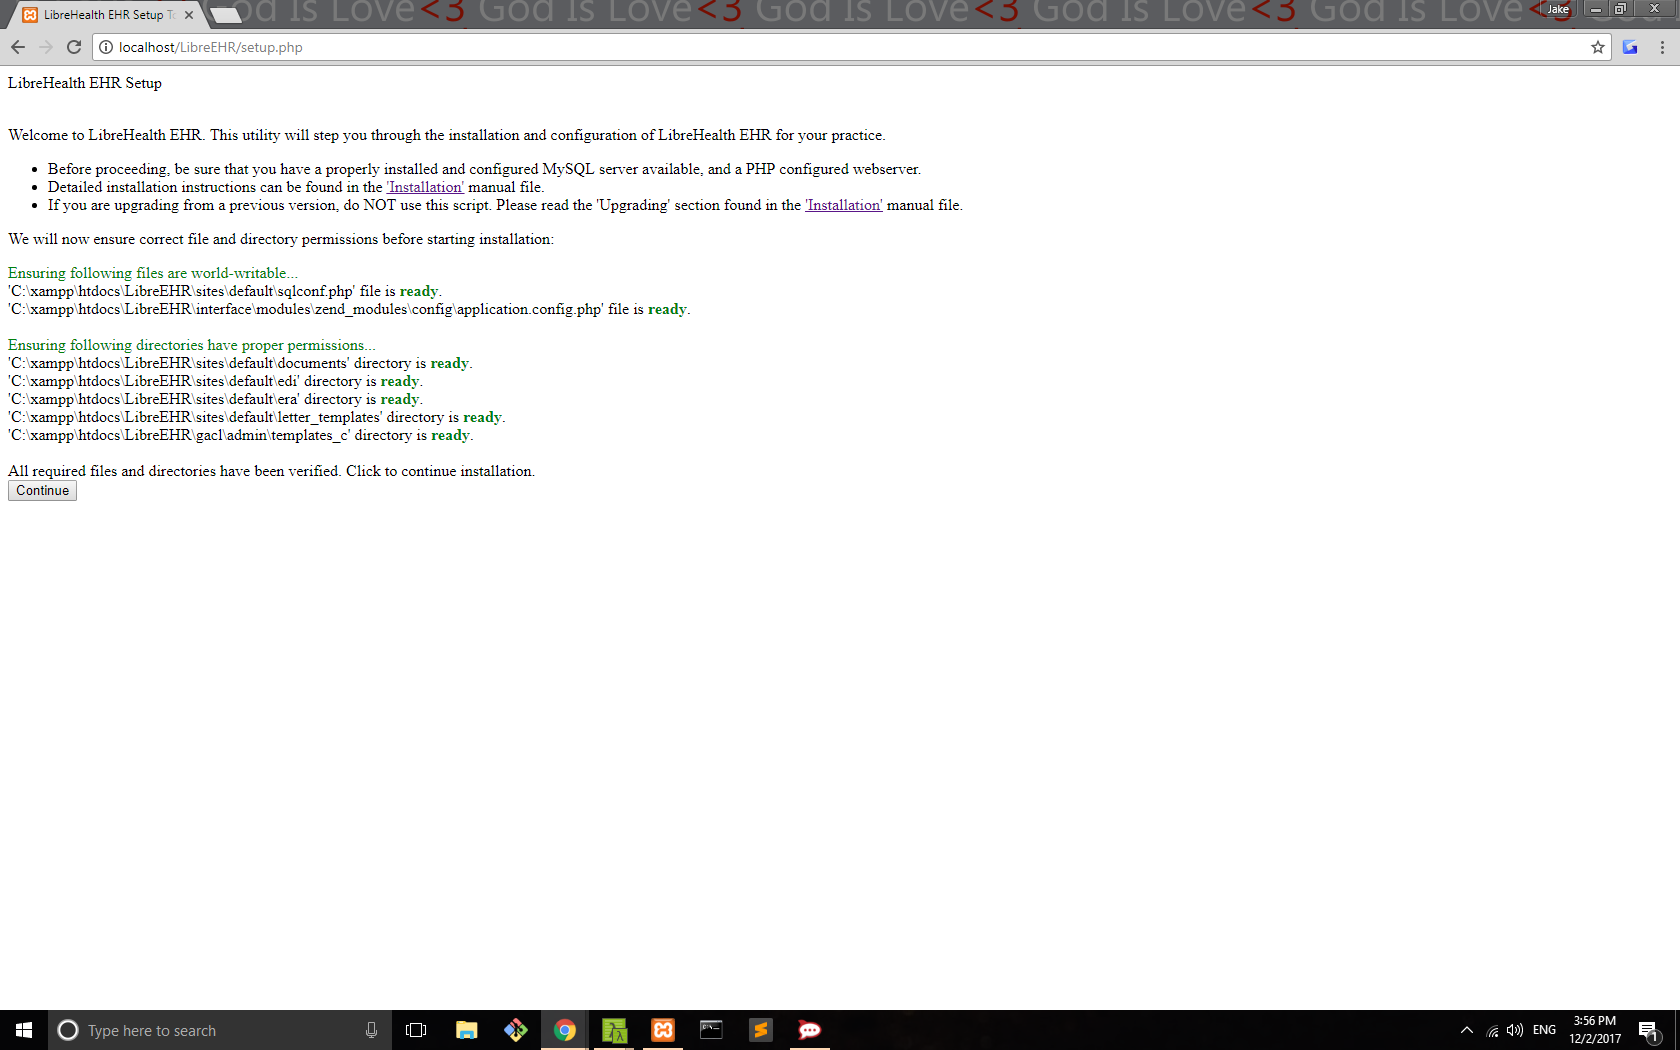 God Is Love<3 God Is Love<3 God Is Love<3 God Is Love<3 God Is
LibreHealth EHR Setup
Jake
localhost/LibreEHR/setup.php
LibreHealth EHR Setup
Welcome to LibreHealth EHR. This utility will step you through the installation and configuration of LibreHealth EHR for your practice.
Before proceeding, be sure that you have a properly installed and configured MySQL server available, and a PHP configured webserver.
Detailed installation instructions can be found in the 'Installation' manual file.
If you are upgrading from a previous version, do NOT use this script. Please read the 'Upgrading' section found in the 'Installation' manual file.
We will now ensure correct file and directory permissions before starting installation:
Ensuring following files are world-writable...
'C:\xampp\htdocs\LibreEHR\sites\default\sqlconf.php' file is ready.
'C:\xampp\htdocs\LibreEHR\interface\modules\zend_modules\config\application.config.php' file is ready.
Ensuring following directories have proper permissions...
'C:\xampp\htdocs\LibreEHR\sites\default\documents' directory is ready.
'C:\xampp\htdocs\LibreEHR\sites\default\edi' directory is ready.
'C:\xampp\htdocs\LibreEHR\sites\default\era' directory is ready.
'C:\xampp\htdocs\LibreEHR\sites\default\letter_templates' directory is ready.
'C:\xampp\htdocs\LibreEHR\gacl\admin\templates_c' directory is ready.
All required files and directories have been verified. Click to continue installation.
Continue
Type here to search
ENG
3:56 PM
12/2/2017
1